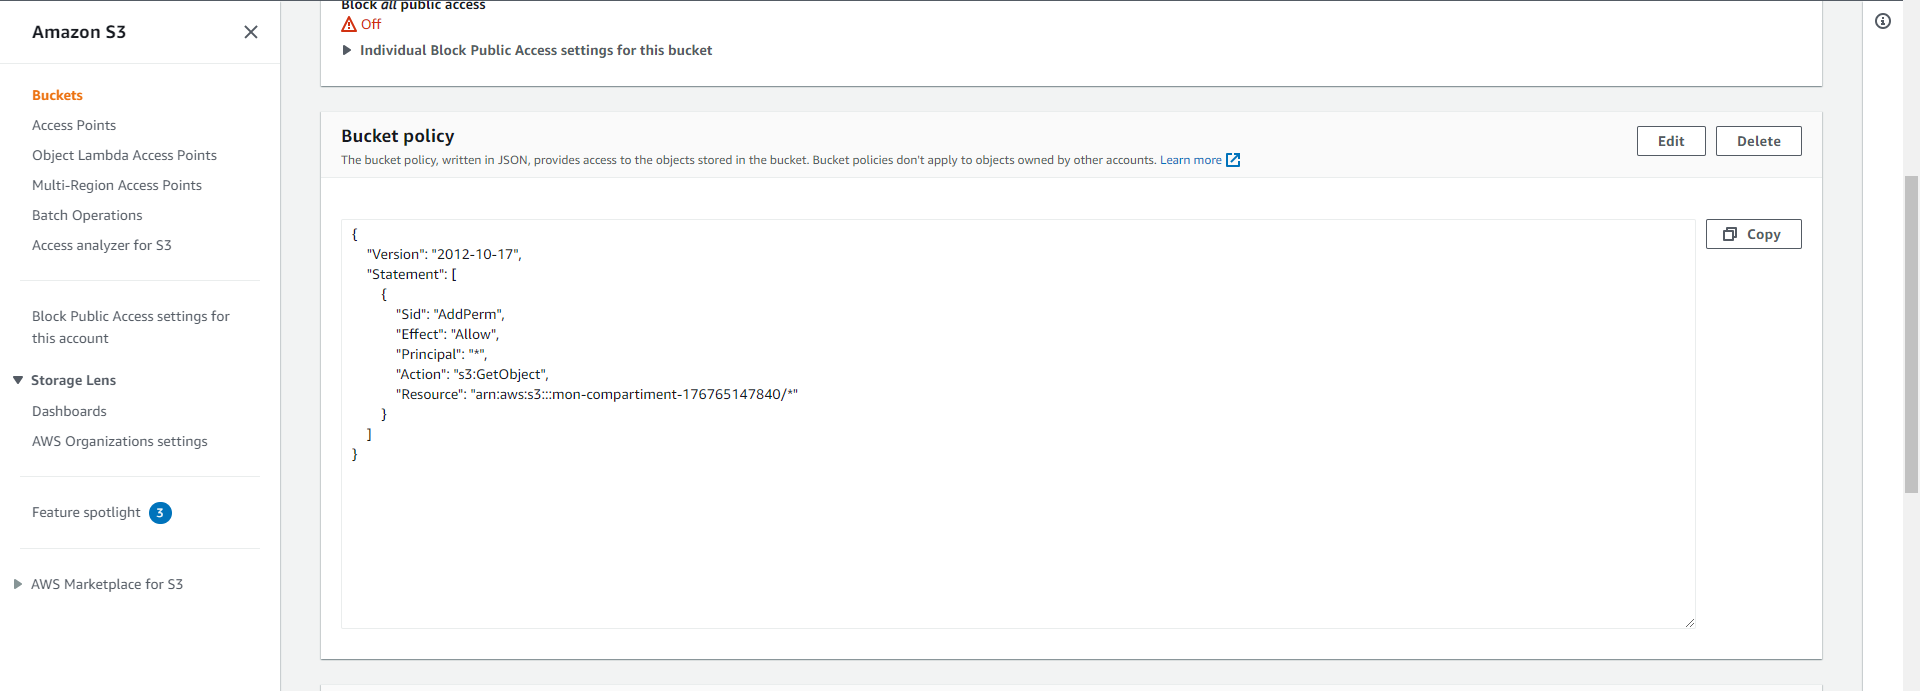 Amazon S3
Buckets
Access Points
Object Lambda Access Points
Multi-Region Access Points
Batch Operations
Access analyzer for S3
Block Public Access settings for
this account
Storage Lens
Dashboards
AWS Organizations settings
Feature spotlight 3
AWS Marketplace for S3
Block all public access
Off
Individual Block Public Access settings for this bucket
Bucket policy
The bucket policy, written in JSON, provides access to the objects stored in the bucket. Bucket policies don't apply to objects owned by other accounts. Learn more
Edit Delete
Copy
{
"Version": "2012-10-17",
"Statement": [
{
"Sid": "AddPerm",
"Effect": "Allow",
"Principal": "*",
"Action": "s3:GetObject",
"Resource": "arn:aws:s3:::mon-compartiment-176765147840/*"
}
]
}